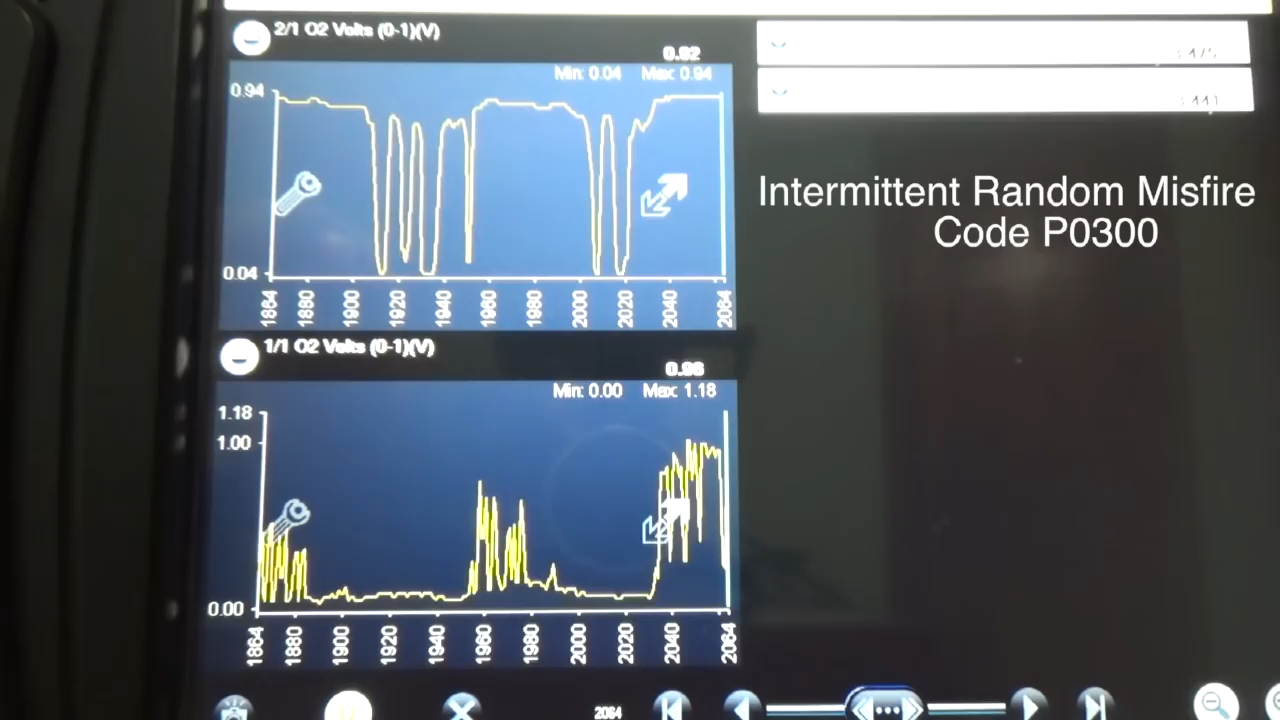 2/1 O2 Volts (0-1)(V)
0.92
Min: 0.04 Max: 0.94
0.94
0.04
1864 1880 1900 1920 1940 1960 1980 2000 2020 2040 2064
1/1 O2 Volts (0-1)(V)
0.96
Min: 0.00 Max: 1.18
1.18
1.00
0.00
1864 1880 1900 1920 1940 1960 1980 2000 2020 2040 2064
2064
Intermittent Random Misfire
Code P0300